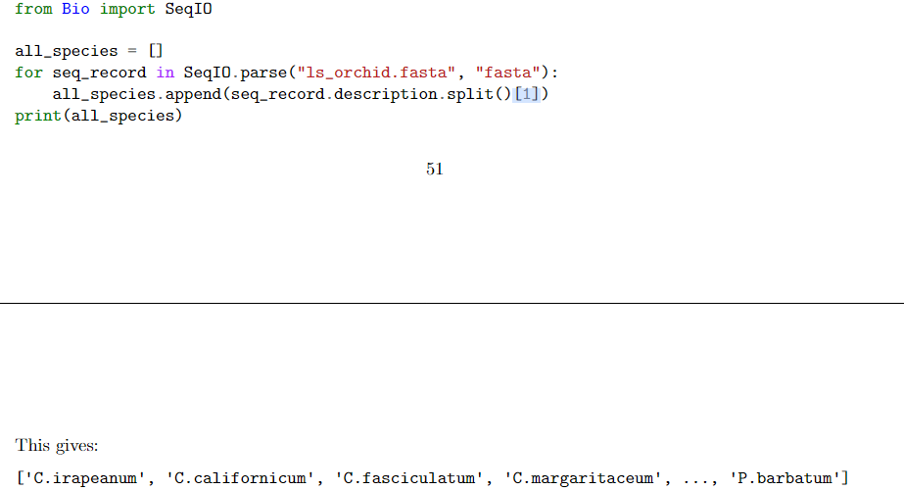 from Bio import SeqIO
all_species = []
for seq_record in SeqIO.parse("ls_orchid.fasta", "fasta"):
    all_species.append(seq_record.description.split()[1])
print(all_species)
51
This gives:
['C.irapeanum', 'C.californicum', 'C.fasciculatum', 'C.margaritaceum', ..., 'P.barbatum']